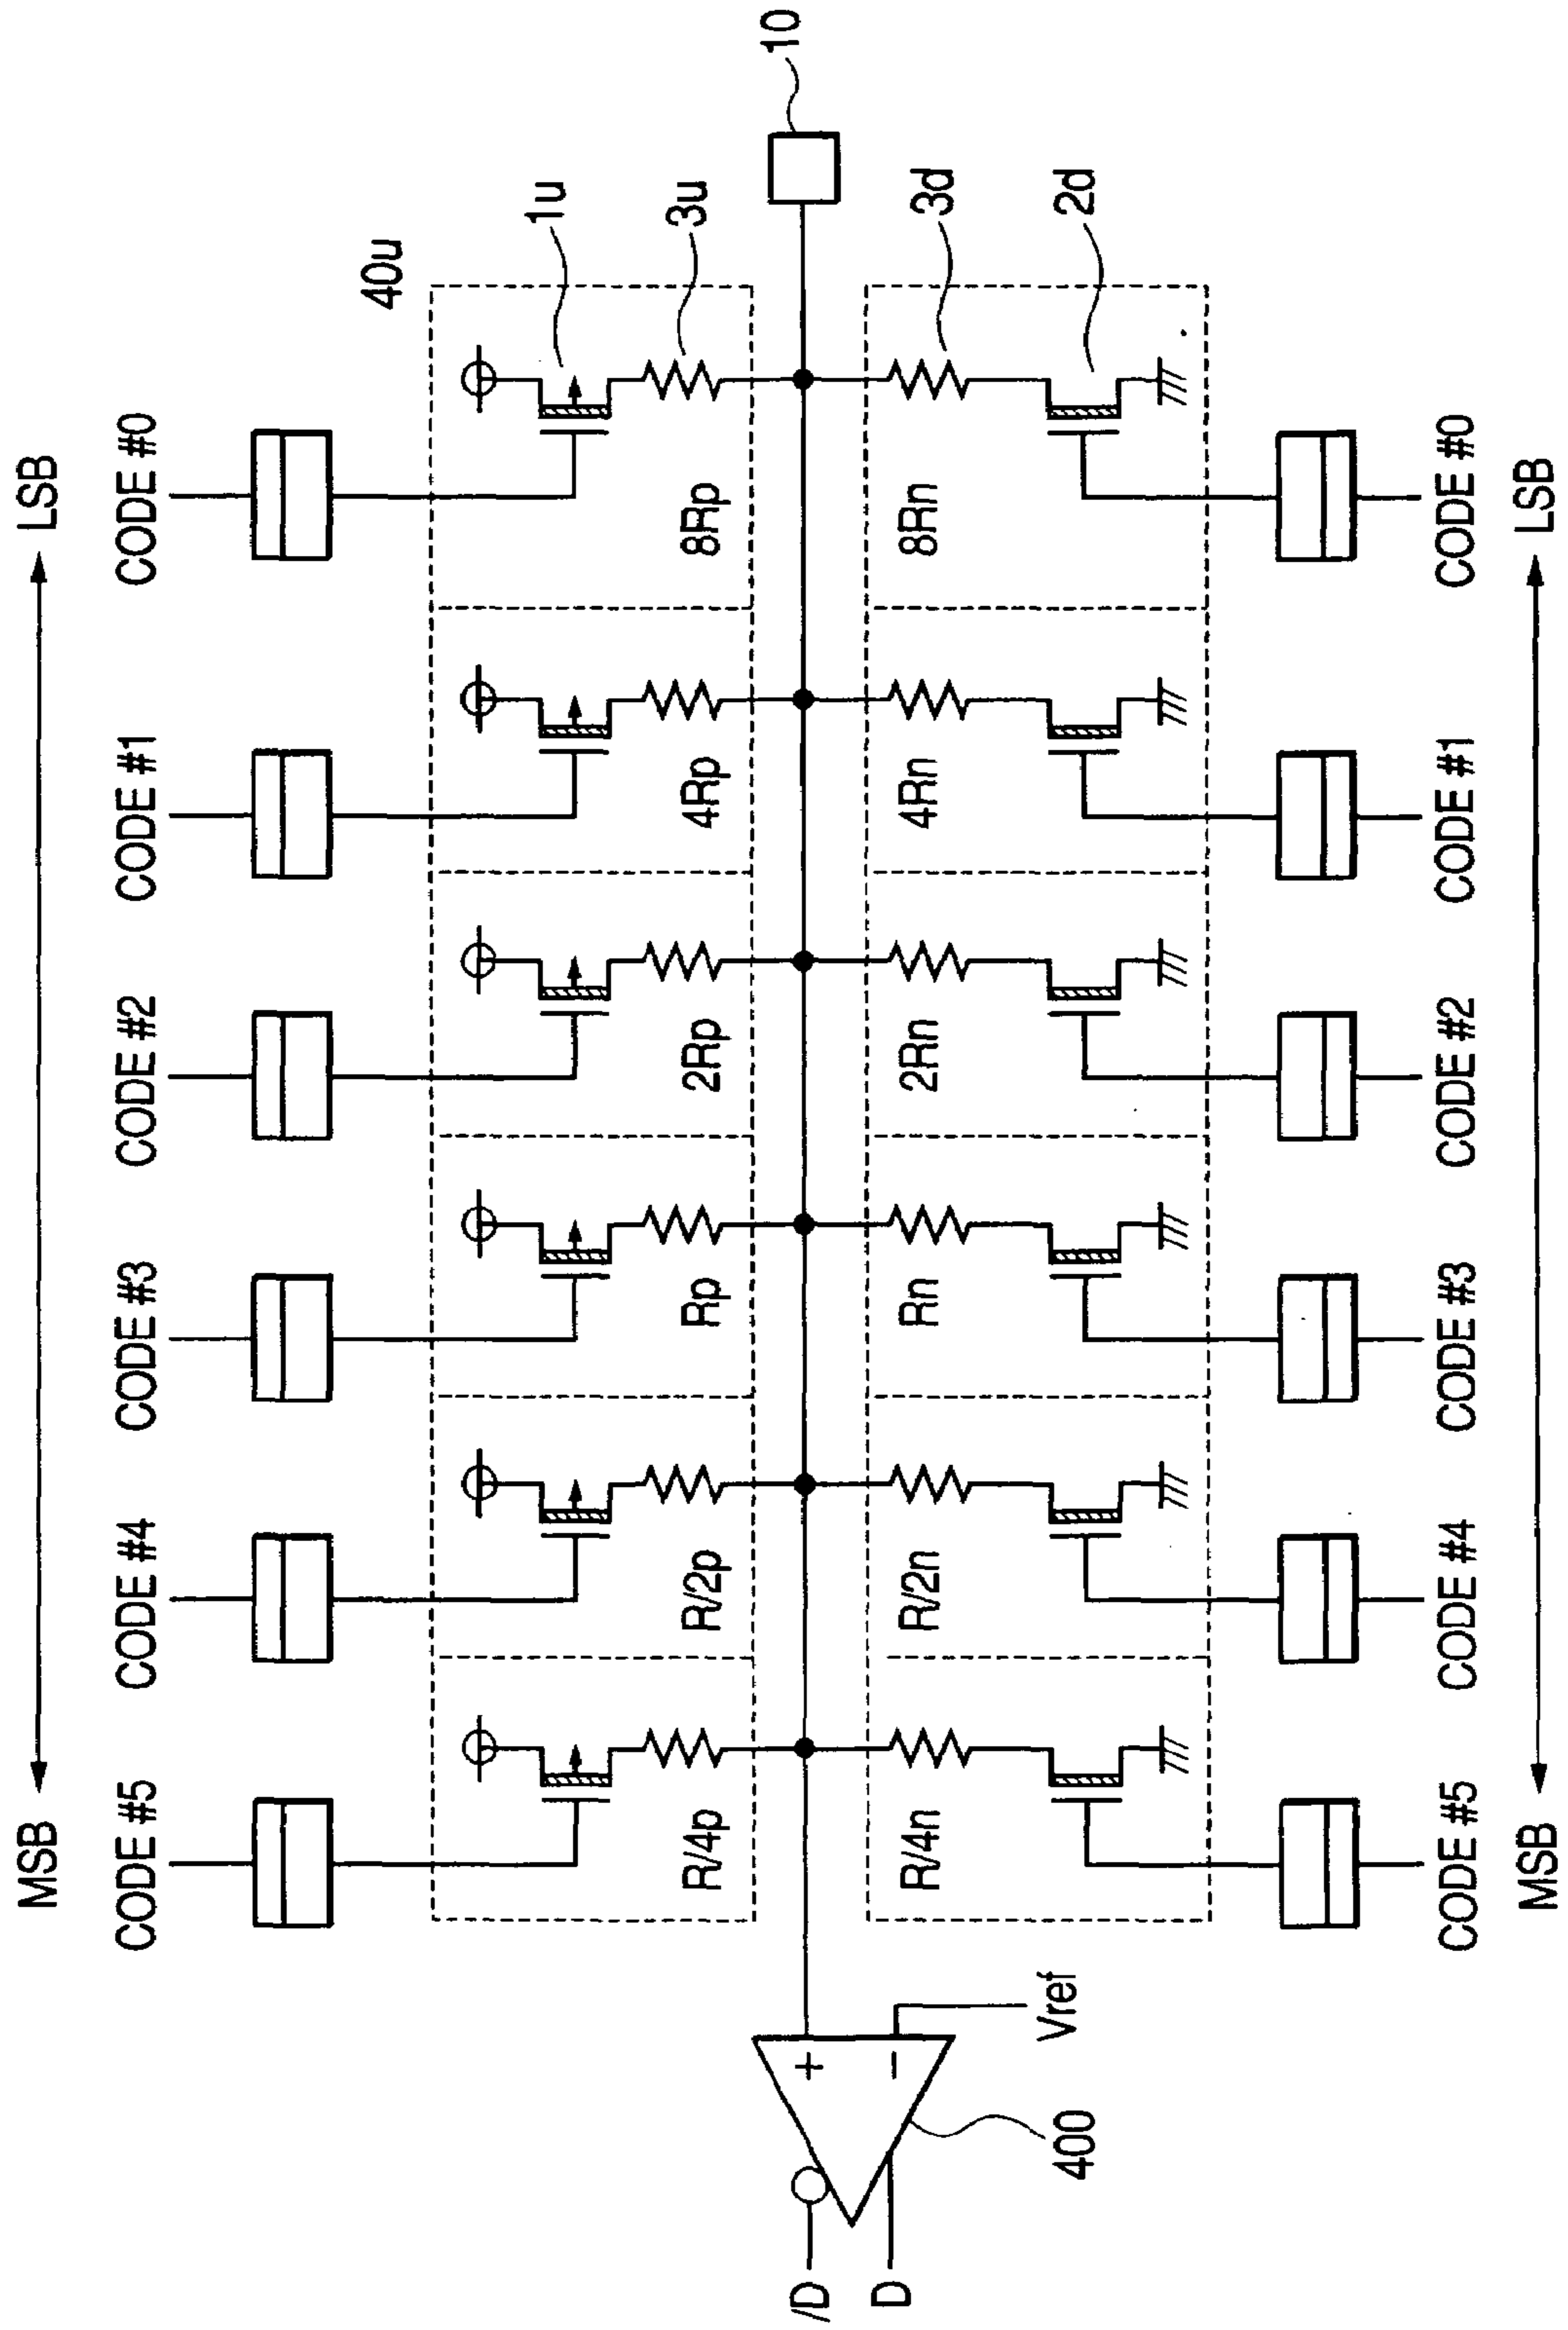 MSB LSB
CODE #5 CODE #4 CODE #3 CODE #2 CODE #1 CODE #0
40u
1u
3u
R/4p R/2p Rp 2Rp 4Rp 8Rp
/D
D
+
−
10
Vref
400
R/4n R/2n Rn 2Rn 4Rn 8Rn
3d
2d
CODE #5 CODE #4 CODE #3 CODE #2 CODE #1 CODE #0
MSB LSB